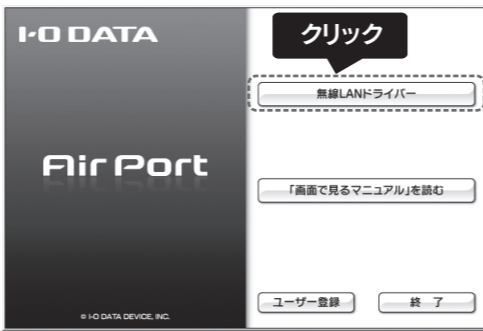 I-O DATA
クリック
無線LANドライバー
Air Port
「画面で見るマニュアル」を読む
ユーザー登録
終 了
© I-O DATA DEVICE, INC.